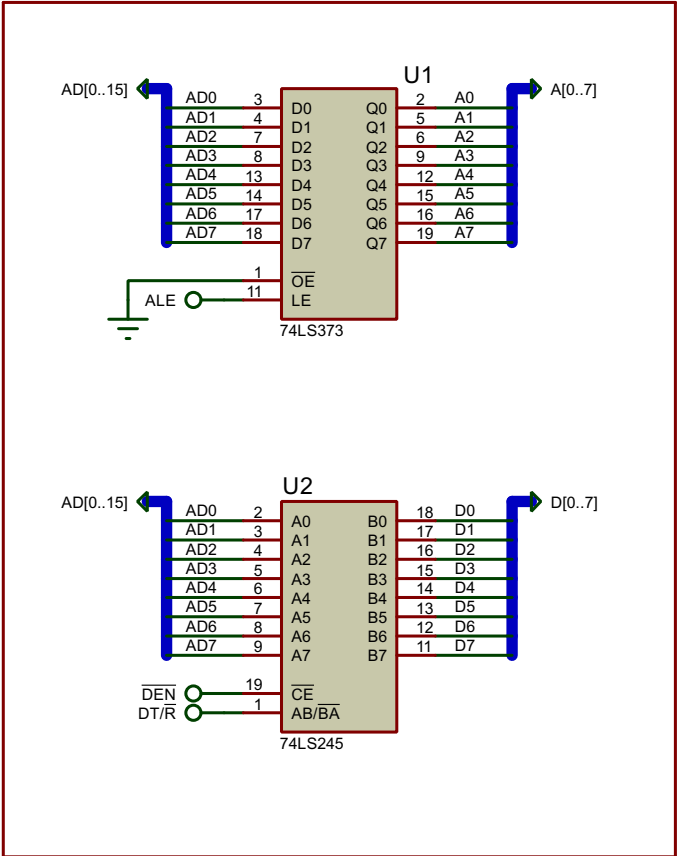 U1
AD[0..15] A[0..7]
AD0 3 D0 Q0 2 A0
AD1 4 D1 Q1 5 A1
AD2 7 D2 Q2 6 A2
AD3 8 D3 Q3 9 A3
AD4 13 D4 Q4 12 A4
AD5 14 D5 Q5 15 A5
AD6 17 D6 Q6 16 A6
AD7 18 D7 Q7 19 A7
1 O̅E̅
ALE 11 LE
74LS373
U2
AD[0..15] D[0..7]
AD0 2 A0 B0 18 D0
AD1 3 A1 B1 17 D1
AD2 4 A2 B2 16 D2
AD3 5 A3 B3 15 D3
AD4 6 A4 B4 14 D4
AD5 7 A5 B5 13 D5
AD6 8 A6 B6 12 D6
AD7 9 A7 B7 11 D7
D̅E̅N̅ 19 C̅E̅
DT/R̅ 1 AB/B̅A̅
74LS245